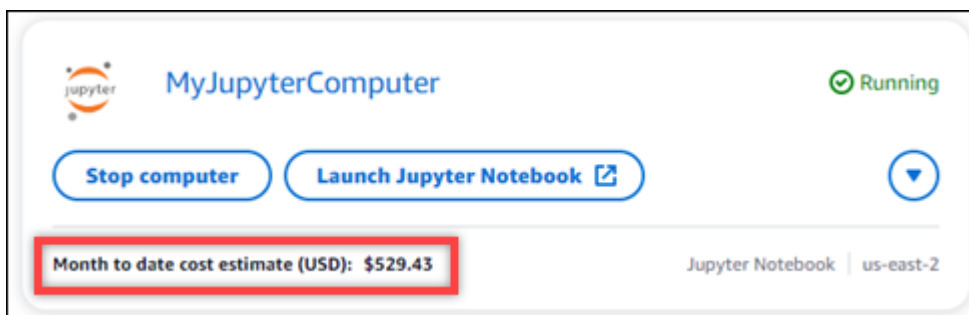 jupyter
MyJupyterComputer
Running
Stop computer
Launch Jupyter Notebook
Month to date cost estimate (USD): $529.43
Jupyter Notebook | us-east-2